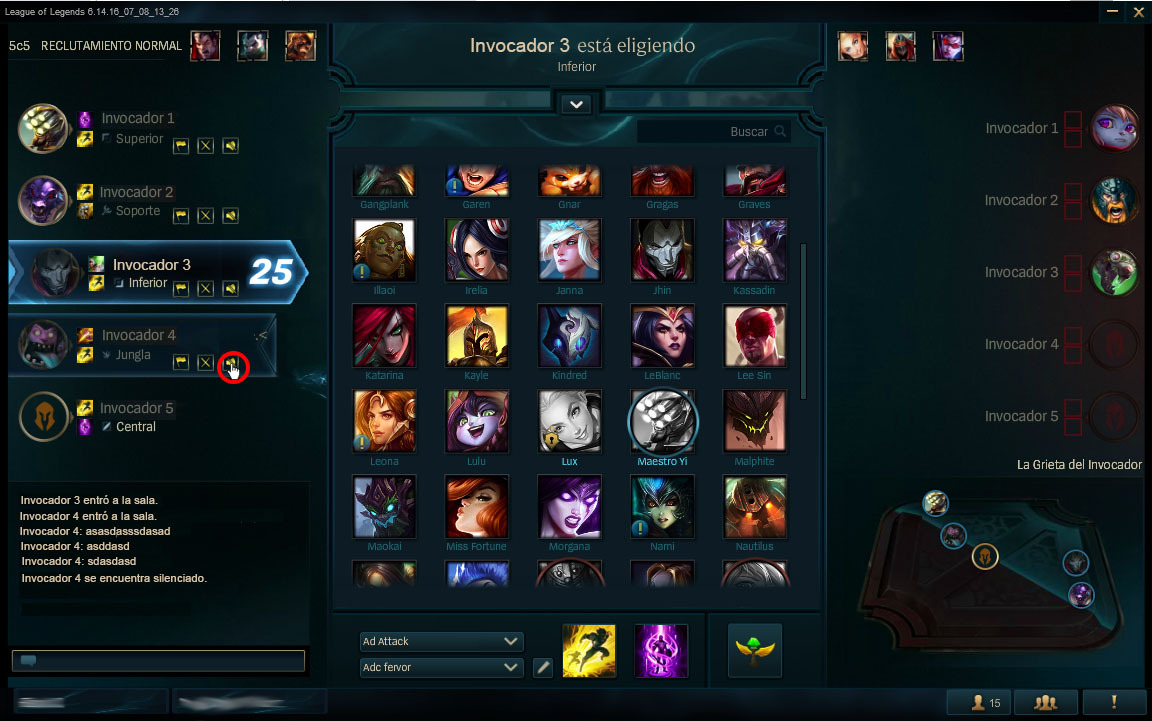 League of Legends 6.14.16_07_08_13_26
5c5 RECLUTAMIENTO NORMAL
Invocador 3 está eligiendo
Inferior
Buscar
Invocador 1
Superior
Invocador 2
Soporte
Invocador 3
Inferior
25
Invocador 4
Jungla
Invocador 5
Central
Gangplank Garen Gnar Gragas Graves
Illaoi Irelia Janna Jhin Kassadin
Katarina Kayle Kindred LeBlanc Lee Sin
Leona Lulu Lux Maestro Yi Malphite
Maokai Miss Fortune Morgana Nami Nautilus
Invocador 1
Invocador 2
Invocador 3
Invocador 4
Invocador 5
La Grieta del Invocador
Invocador 3 entró a la sala.
Invocador 4 entró a la sala.
Invocador 4: asasdasssdasad
Invocador 4: asddasd
Invocador 4: sdasdasd
Invocador 4 se encuentra silenciado.
Ad Attack
Adc fervor
15